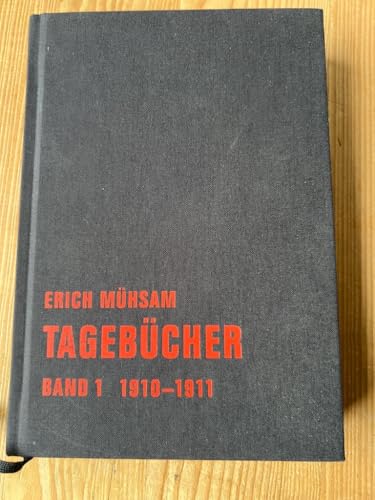 ERICH MÜHSAM
TAGEBÜCHER
BAND 1 1910–1911